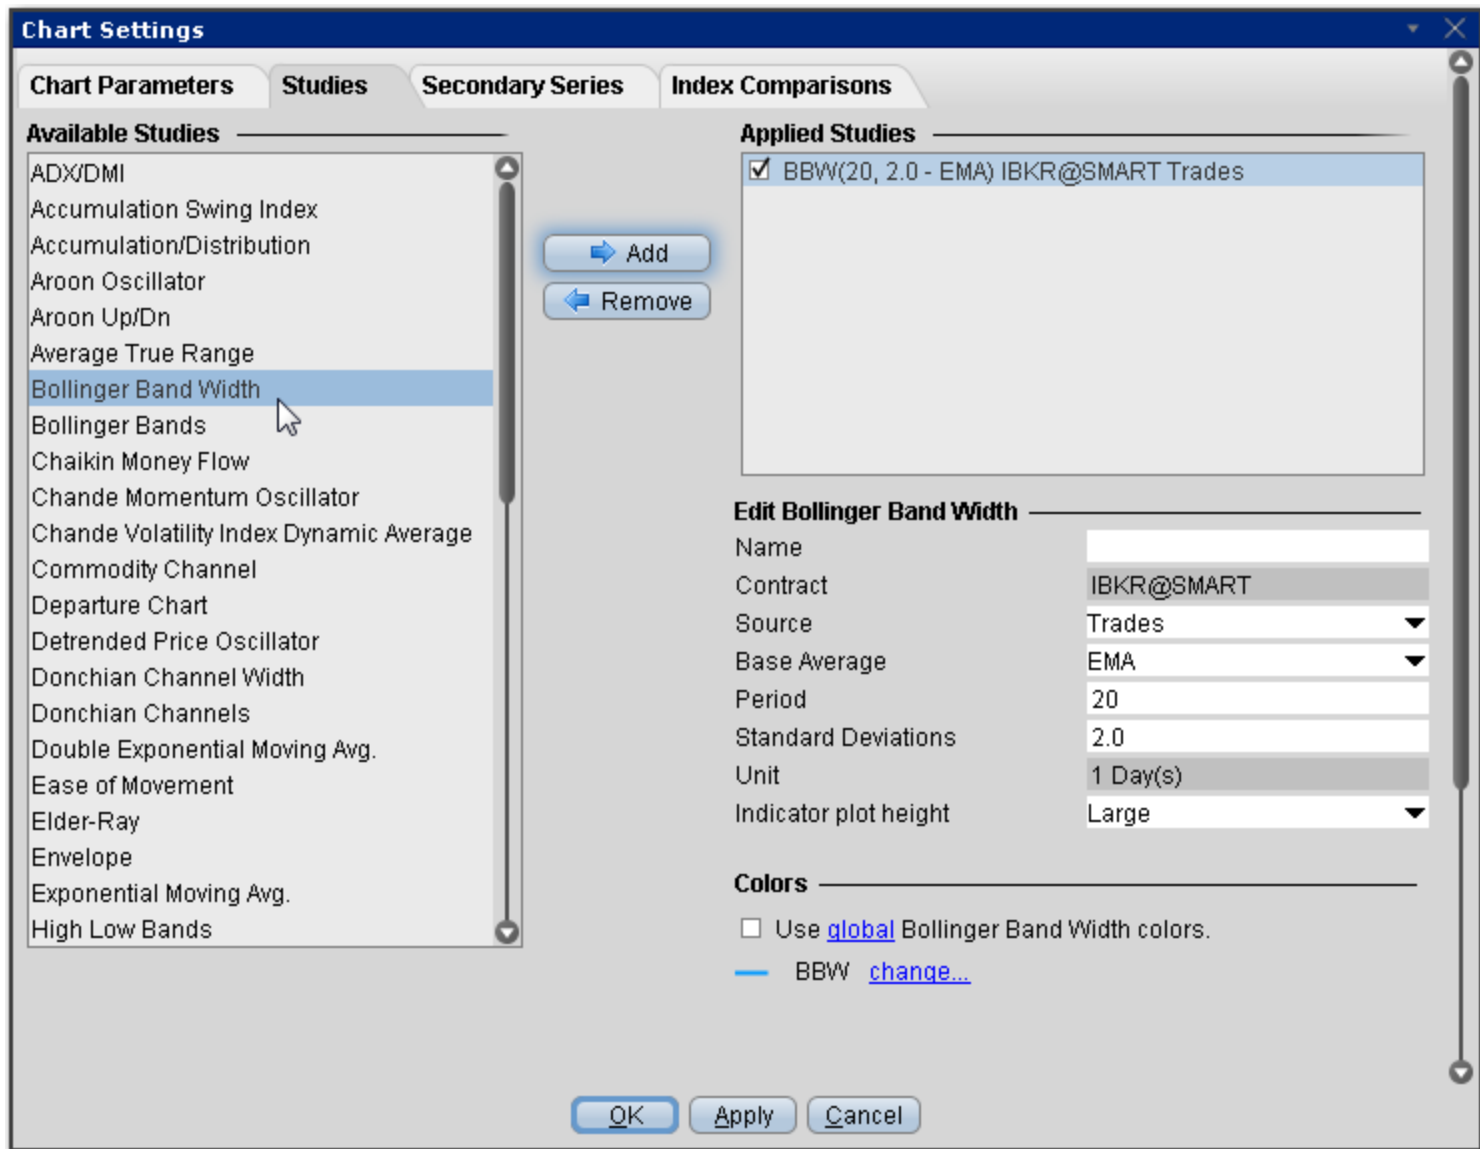 Chart Settings
Chart Parameters Studies Secondary Series Index Comparisons
Available Studies
ADX/DMI
Accumulation Swing Index
Accumulation/Distribution
Aroon Oscillator
Aroon Up/Dn
Average True Range
Bollinger Band Width
Bollinger Bands
Chaikin Money Flow
Chande Momentum Oscillator
Chande Volatility Index Dynamic Average
Commodity Channel
Departure Chart
Detrended Price Oscillator
Donchian Channel Width
Donchian Channels
Double Exponential Moving Avg.
Ease of Movement
Elder-Ray
Envelope
Exponential Moving Avg.
High Low Bands
Add
Remove
Applied Studies
BBW(20, 2.0 - EMA) IBKR@SMART Trades
Edit Bollinger Band Width
Name
Contract IBKR@SMART
Source Trades
Base Average EMA
Period 20
Standard Deviations 2.0
Unit 1 Day(s)
Indicator plot height Large
Colors
Use global Bollinger Band Width colors.
BBW change...
OK Apply Cancel